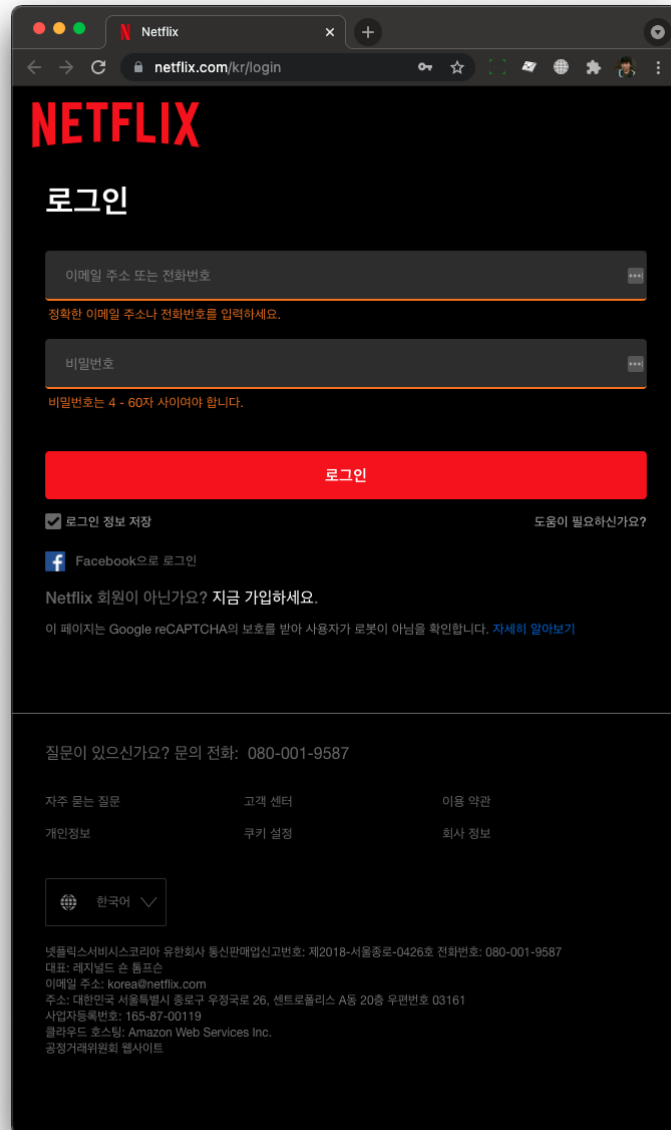 Netflix
netflix.com/kr/login
NETFLIX
로그인
이메일 주소 또는 전화번호
정확한 이메일 주소나 전화번호를 입력하세요.
비밀번호
비밀번호는 4 - 60자 사이여야 합니다.
로그인
로그인 정보 저장 도움이 필요하신가요?
Facebook으로 로그인
Netflix 회원이 아닌가요? 지금 가입하세요.
이 페이지는 Google reCAPTCHA의 보호를 받아 사용자가 로봇이 아님을 확인합니다. 자세히 알아보기
질문이 있으신가요? 문의 전화: 080-001-9587
자주 묻는 질문 고객 센터 이용 약관
개인정보 쿠키 설정 회사 정보
한국어
넷플릭스서비시스코리아 유한회사 통신판매업신고번호: 제2018-서울종로-0426호 전화번호: 080-001-9587
대표: 레지널드 숀 톰프슨
이메일 주소: korea@netflix.com
주소: 대한민국 서울특별시 종로구 우정국로 26, 센트로폴리스 A동 20층 우편번호 03161
사업자등록번호: 165-87-00119
클라우드 호스팅: Amazon Web Services Inc.
공정거래위원회 웹사이트